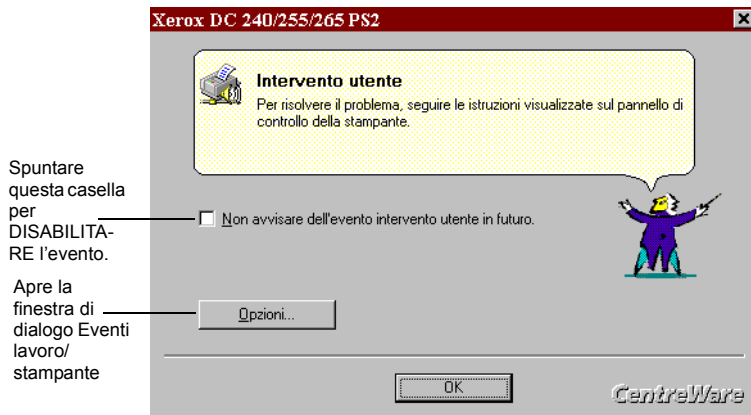 Xerox DC 240/255/265 PS2
Intervento utente
Per risolvere il problema, seguire le istruzioni visualizzate sul pannello di
controllo della stampante.
Spuntare
questa casella
per
DISABILITA-
RE l'evento.
Non avvisare dell'evento intervento utente in futuro.
Apre la
finestra di
dialogo Eventi
lavoro/
stampante
Opzioni...
OK
CentreWare